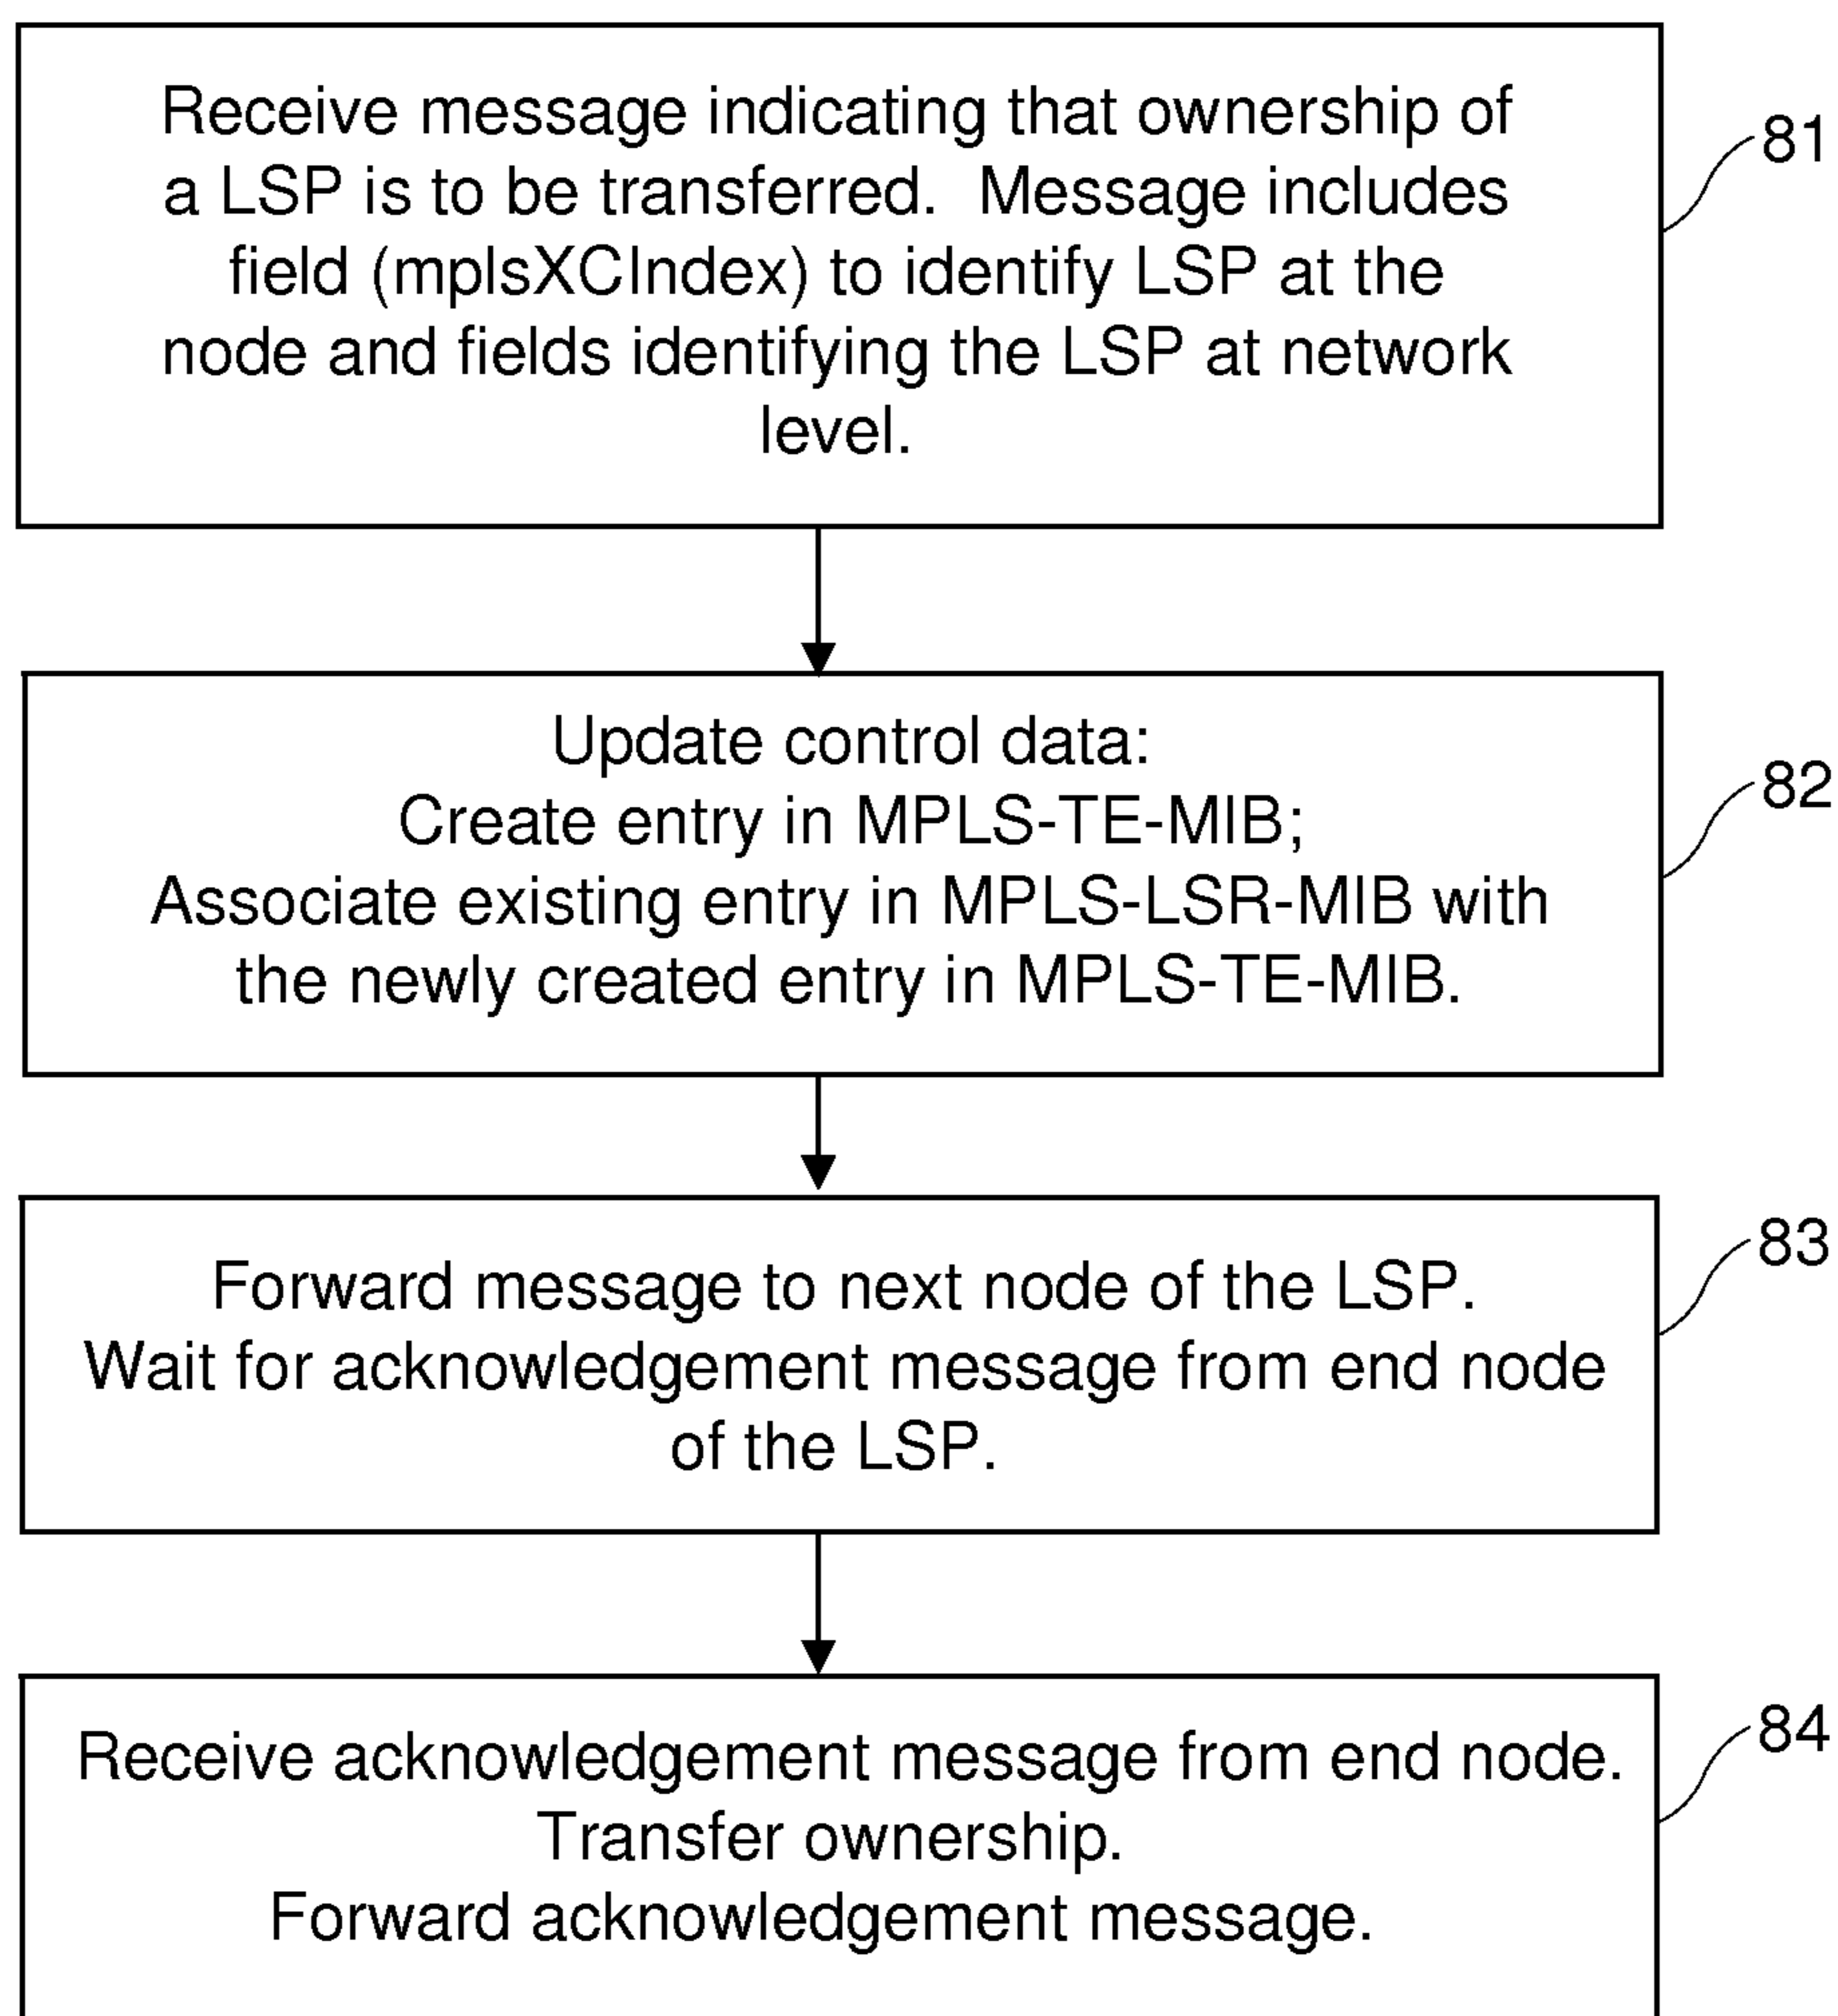 Receive message indicating that ownership of
a LSP is to be transferred. Message includes
field (mplsXCIndex) to identify LSP at the
node and fields identifying the LSP at network
level.
81
Update control data:
Create entry in MPLS-TE-MIB;
Associate existing entry in MPLS-LSR-MIB with
the newly created entry in MPLS-TE-MIB.
82
Forward message to next node of the LSP.
Wait for acknowledgement message from end node
of the LSP.
83
Receive acknowledgement message from end node.
Transfer ownership.
Forward acknowledgement message.
84